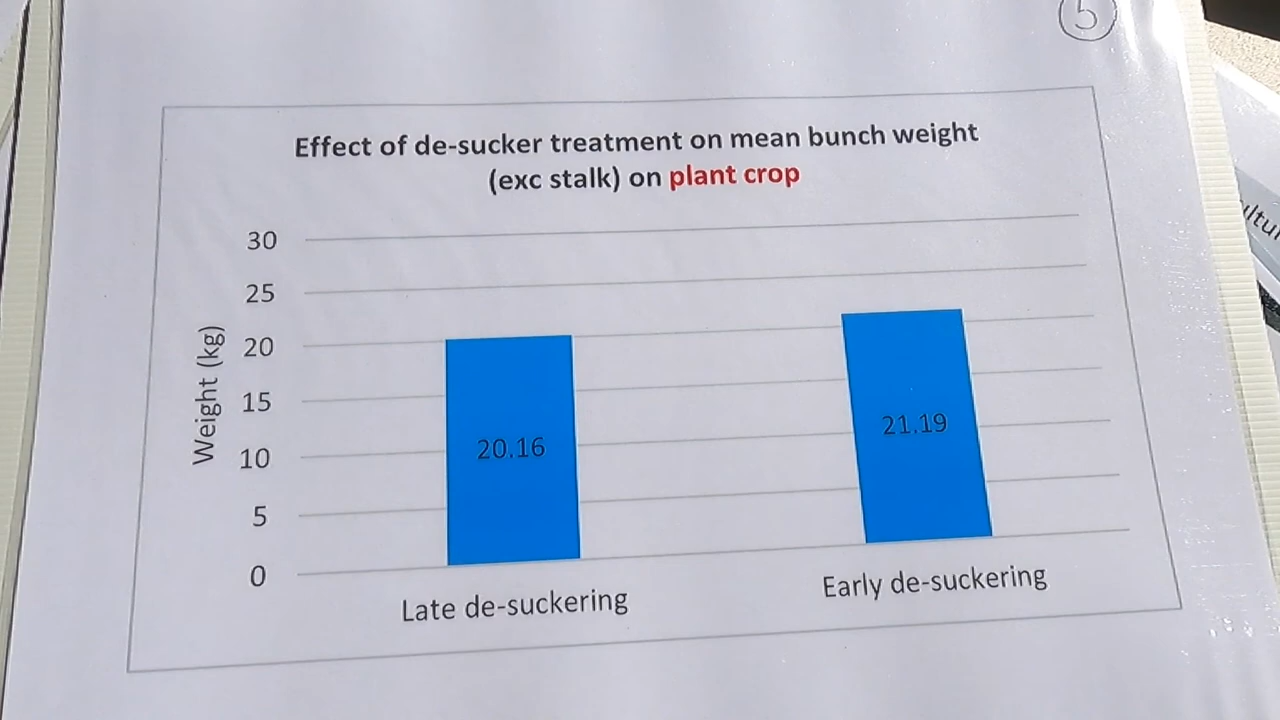 5
Effect of de-sucker treatment on mean bunch weight
(exc stalk) on plant crop
30
25
20
15
10
5
0
Weight (kg)
20.16
21.19
Late de-suckering
Early de-suckering